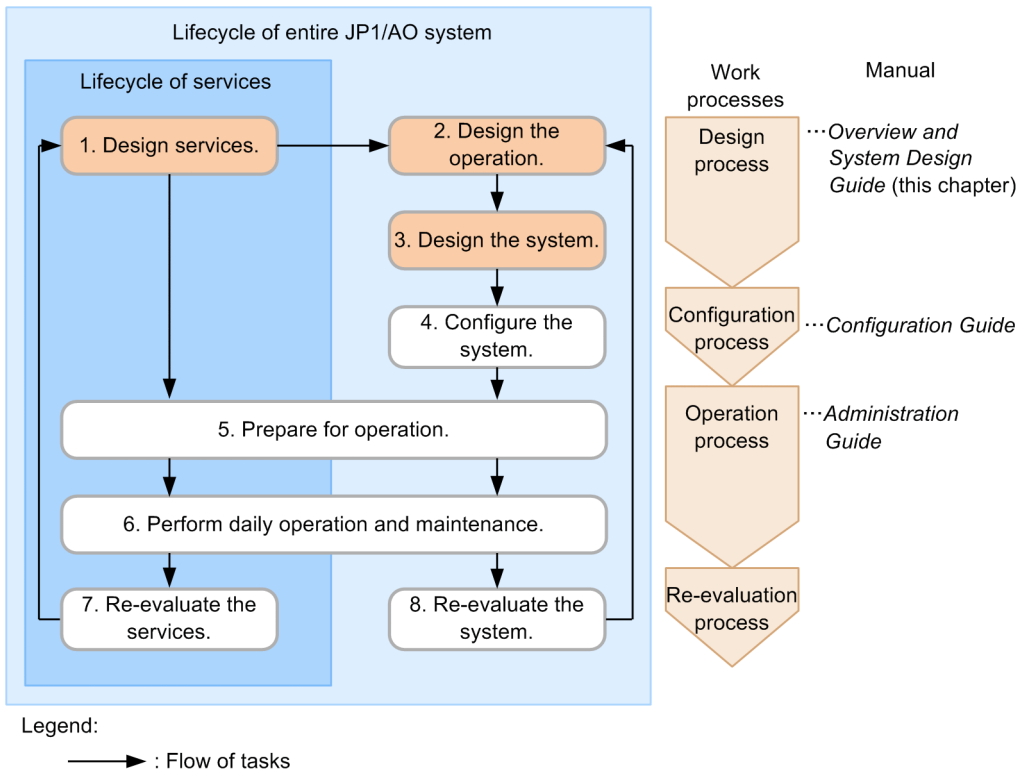 Lifecycle of entire JP1/AO system
Lifecycle of services
Work
processes
Manual
1. Design services.
2. Design the
operation.
Design
process
···Overview and
System Design
Guide (this chapter)
3. Design the system.
4. Configure the
system.
Configuration
process
···Configuration Guide
5. Prepare for operation.
Operation
process
···Administration
Guide
6. Perform daily operation and maintenance.
7. Re-evaluate the
services.
8. Re-evaluate the
system.
Re-evaluation
process
Legend:
: Flow of tasks